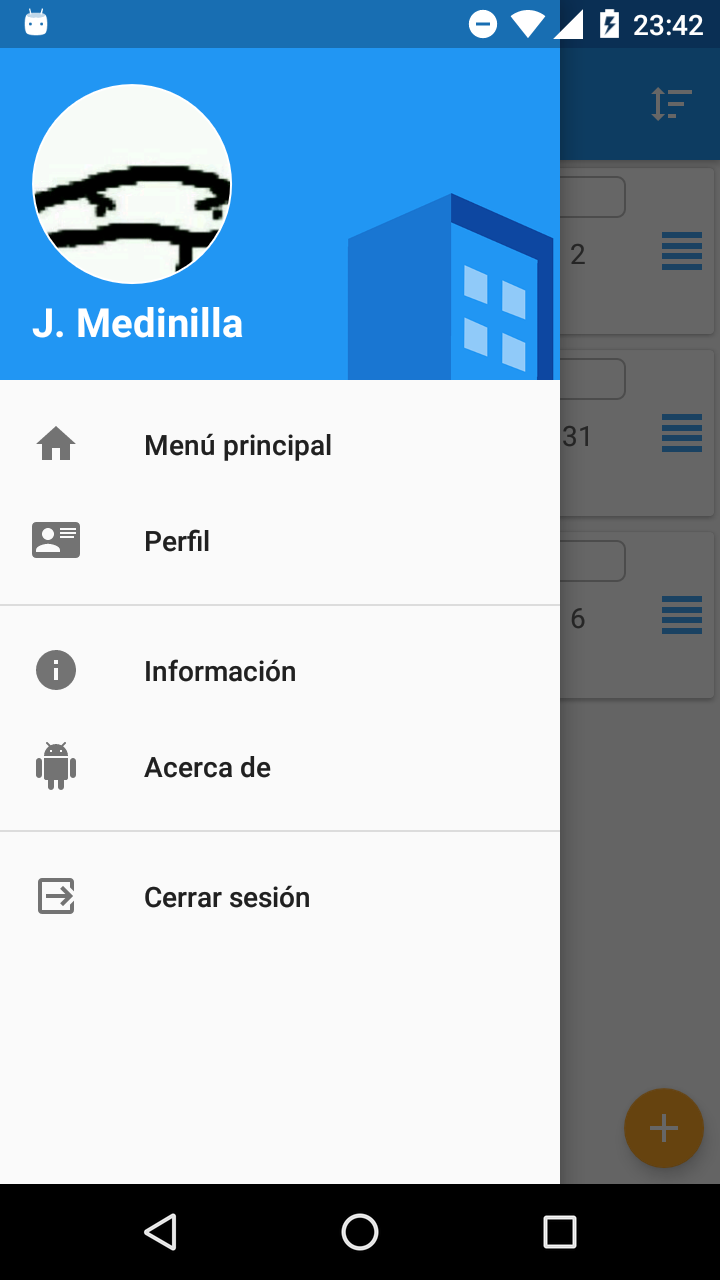 23:42
J. Medinilla
2
Menú principal
31
Perfil
6
Información
Acerca de
Cerrar sesión